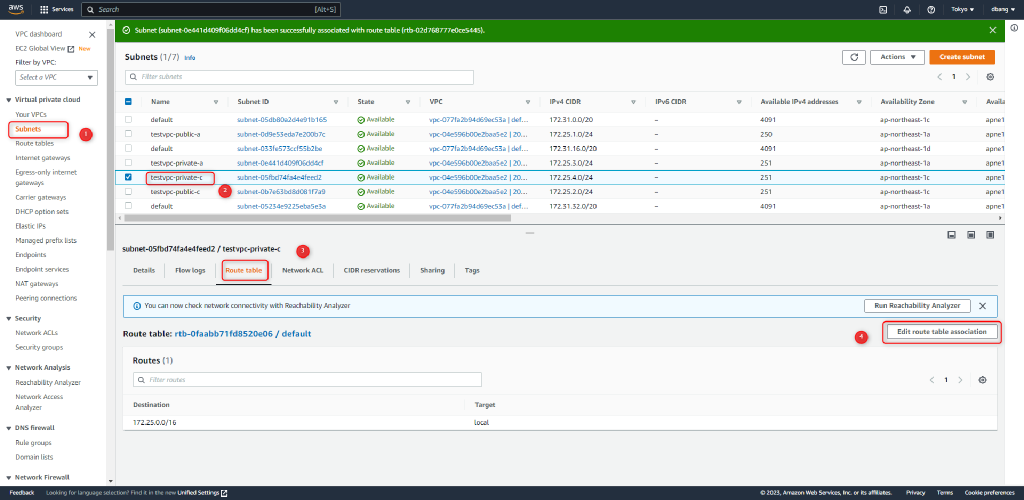 aws Services Search [Alt+S] Tokyo dbang
VPC dashboard
EC2 Global View New
Filter by VPC:
Select a VPC
Virtual private cloud
Your VPCs
Subnets 1
Route tables
Internet gateways
Egress-only internet
gateways
Carrier gateways
DHCP option sets
Elastic IPs
Managed prefix lists
Endpoints
Endpoint services
NAT gateways
Peering connections
Security
Network ACLs
Security groups
Network Analysis
Reachability Analyzer
Network Access
Analyzer
DNS firewall
Rule groups
Domain lists
Network Firewall
Subnet (subnet-0e441d409f06dd4cf) has been successfully associated with route table (rtb-02d768777e0ce5445).
Subnets (1/7) Info
Actions Create subnet
Filter subnets 1
Name Subnet ID State VPC IPv4 CIDR IPv6 CIDR Available IPv4 addresses Availability Zone Availa
default subnet-05db80e2d4e91b165 Available vpc-077fa2b94d69ec53a | def... 172.31.0.0/20 – 4091 ap-northeast-1c apne1
testvpc-public-a subnet-0d9e53eda7e200b7c Available vpc-04e596b00e2baa5e2 | 20.... 172.25.1.0/24 – 250 ap-northeast-1a apne1
default subnet-033fe573ccf55b2be Available vpc-077fa2b94d69ec53a | def... 172.31.16.0/20 – 4091 ap-northeast-1d apne1
testvpc-private-a subnet-0e441d409f06dd4cf Available vpc-04e596b00e2baa5e2 | 20.... 172.25.3.0/24 – 251 ap-northeast-1a apne1
testvpc-private-c subnet-05fbd74fa4e4feed2 Available vpc-04e596b00e2baa5e2 | 20.... 172.25.4.0/24 – 251 ap-northeast-1c apne1
testvpc-public-c 2 subnet-0b7e63bd8d081f7a9 Available vpc-04e596b00e2baa5e2 | 20.... 172.25.2.0/24 – 251 ap-northeast-1c apne1
default subnet-05234e9225eba5e3a Available vpc-077fa2b94d69ec53a | def... 172.31.32.0/20 – 4091 ap-northeast-1a apne1
subnet-05fbd74fa4e4feed2 / testvpc-private-c 3
Details Flow logs Route table Network ACL CIDR reservations Sharing Tags
You can now check network connectivity with Reachability Analyzer Run Reachability Analyzer
Route table: rtb-0faabb71fd8520e06 / default 4 Edit route table association
Routes (1)
Filter routes 1
Destination Target
172.25.0.0/16 local
Feedback Looking for language selection? Find it in the new Unified Settings © 2023, Amazon Web Services, Inc. or its affiliates. Privacy Terms Cookie preferences